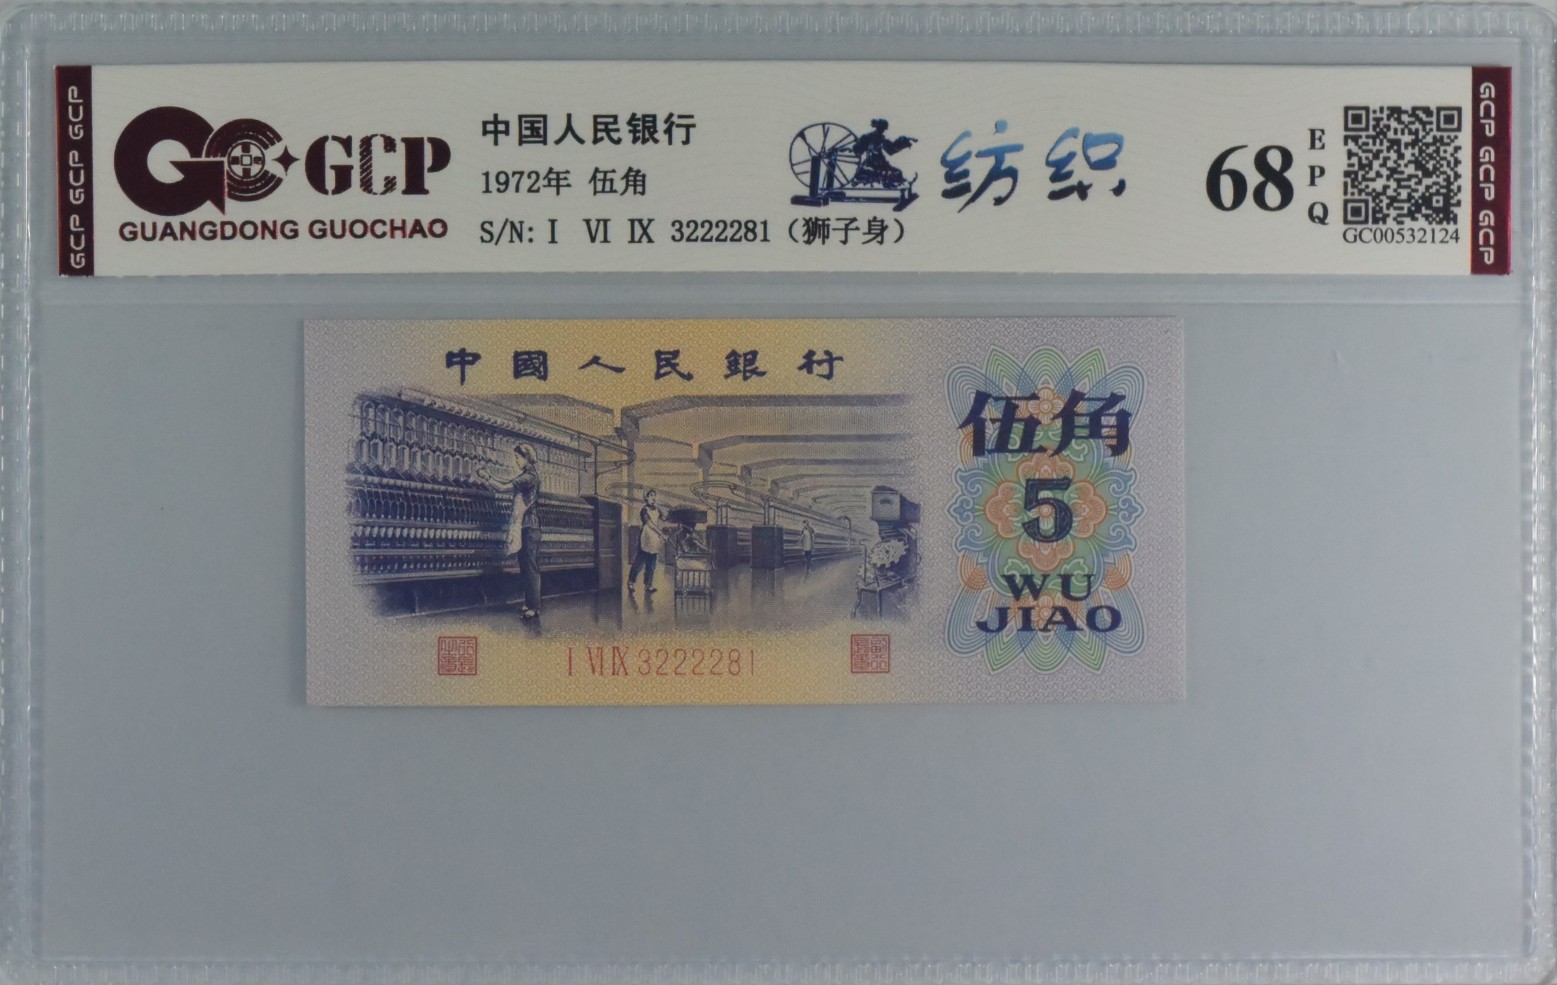 GCP GCP GCP
GCP
GUANGDONG GUOCHAO
中国人民银行
1972年 伍角
S/N: I VI IX 3222281（狮子身）
纺织
68
EPQ
GC00532124
GCP GCP GCP
中國人民銀行
伍角
5
WU
JIAO
I VI IX 3222281